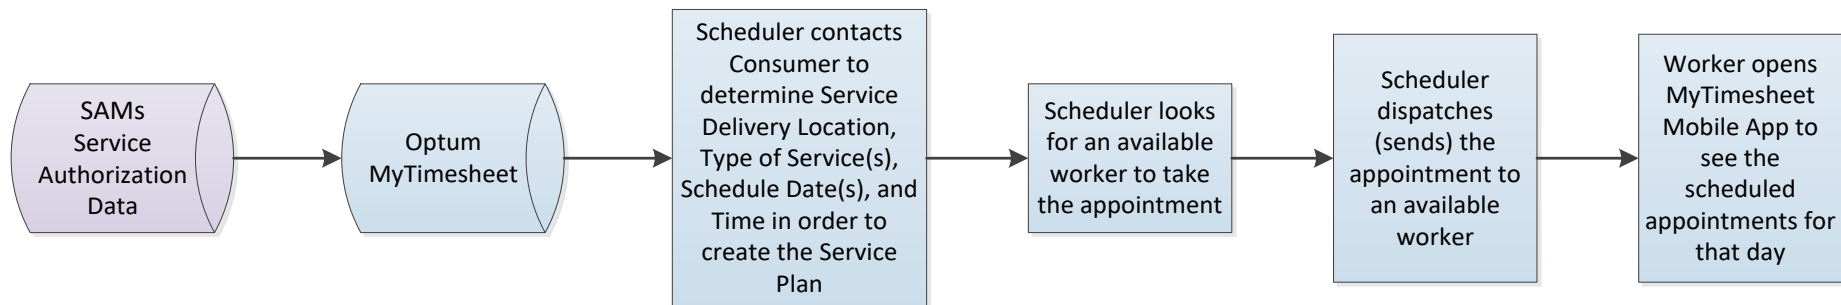 SAMs
Service
Authorization
Data
Optum
MyTimesheet
Scheduler contacts
Consumer to
determine Service
Delivery Location,
Type of Service(s),
Schedule Date(s), and
Time in order to
create the Service
Plan
Scheduler looks
for an available
worker to take
the appointment
Scheduler
dispatches
(sends) the
appointment to
an available
worker
Worker opens
MyTimesheet
Mobile App to
see the
scheduled
appointments for
that day